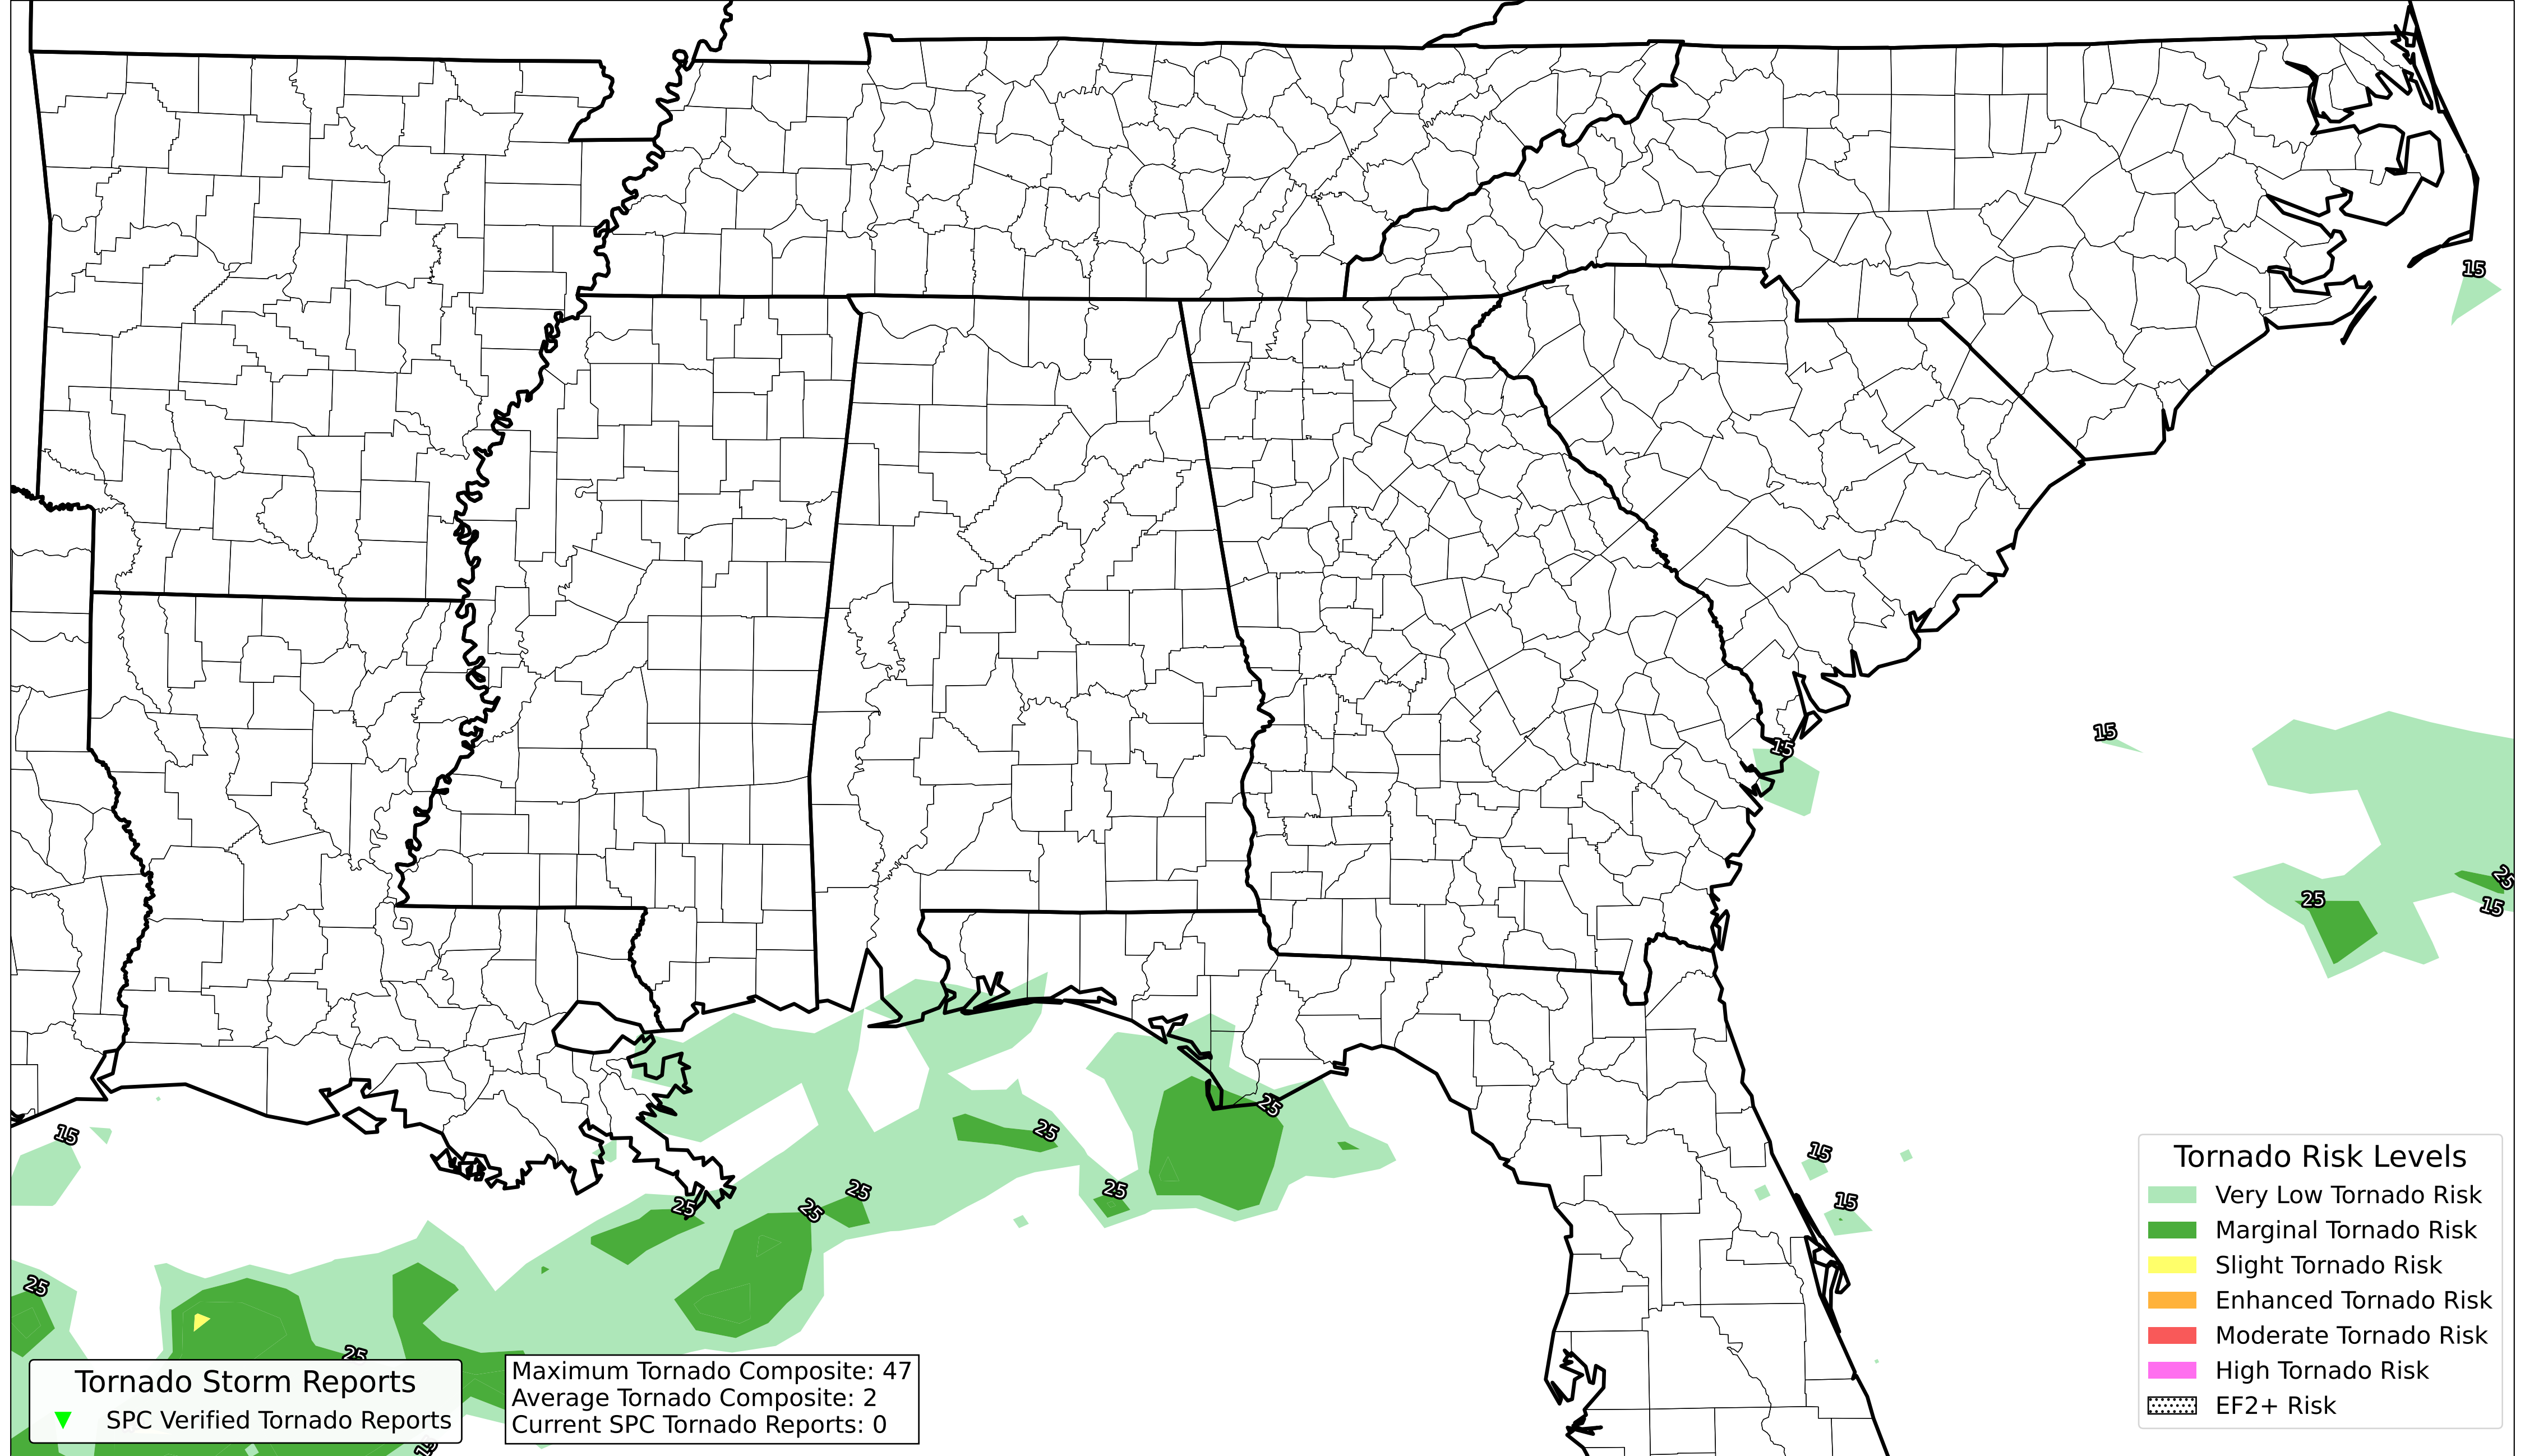 15
15
15
25
25
15
25
25
15
15
25
25
25
15
25
25
25
15
Tornado Risk Levels
Very Low Tornado Risk
Marginal Tornado Risk
Slight Tornado Risk
Enhanced Tornado Risk
Moderate Tornado Risk
High Tornado Risk
EF2+ Risk
Tornado Storm Reports
SPC Verified Tornado Reports
Maximum Tornado Composite: 47
Average Tornado Composite: 2
Current SPC Tornado Reports: 0